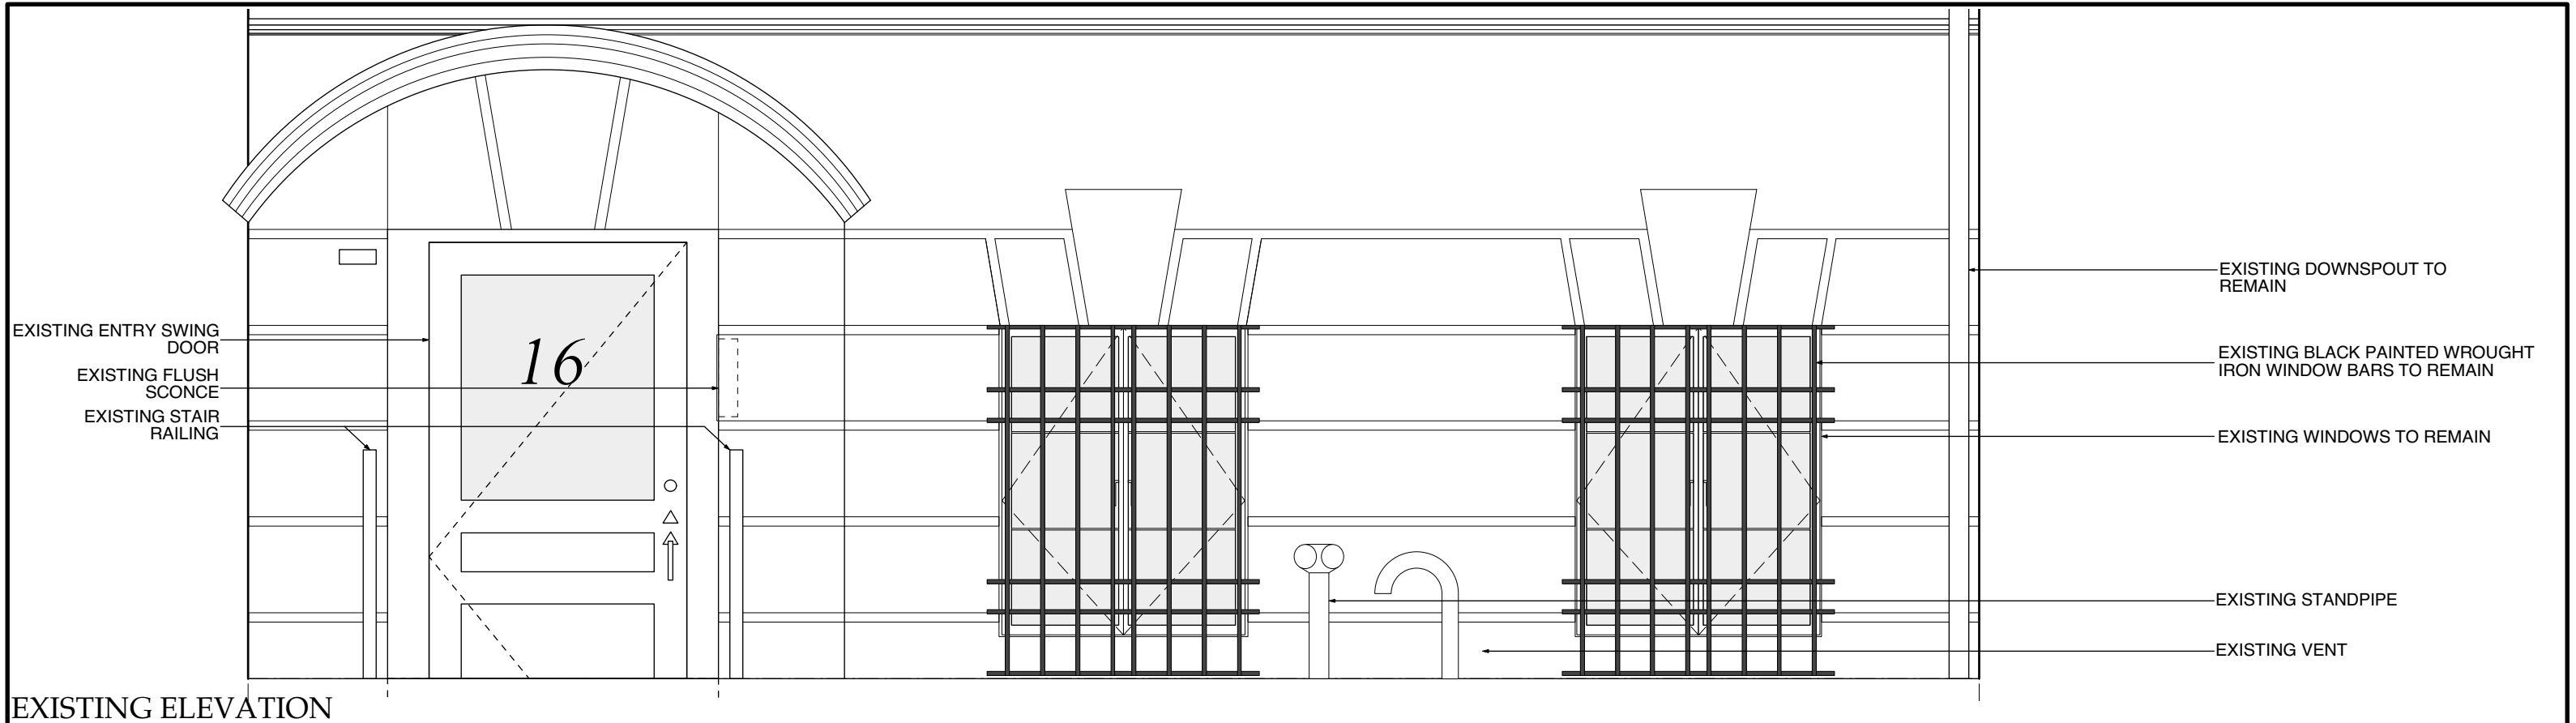 EXISTING ENTRY SWING
DOOR
EXISTING FLUSH
SCONCE
EXISTING STAIR
RAILING
16
EXISTING DOWNSPOUT TO
REMAIN
EXISTING BLACK PAINTED WROUGHT
IRON WINDOW BARS TO REMAIN
EXISTING WINDOWS TO REMAIN
EXISTING STANDPIPE
EXISTING VENT
EXISTING ELEVATION